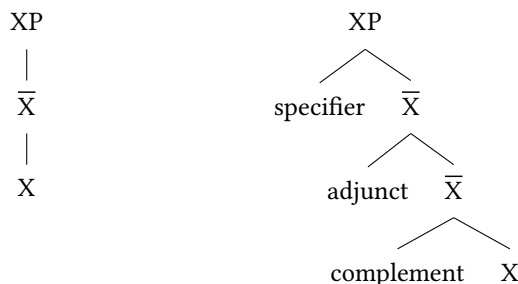 XP XP
X̅ specifier X̅
X adjunct X̅
complement X